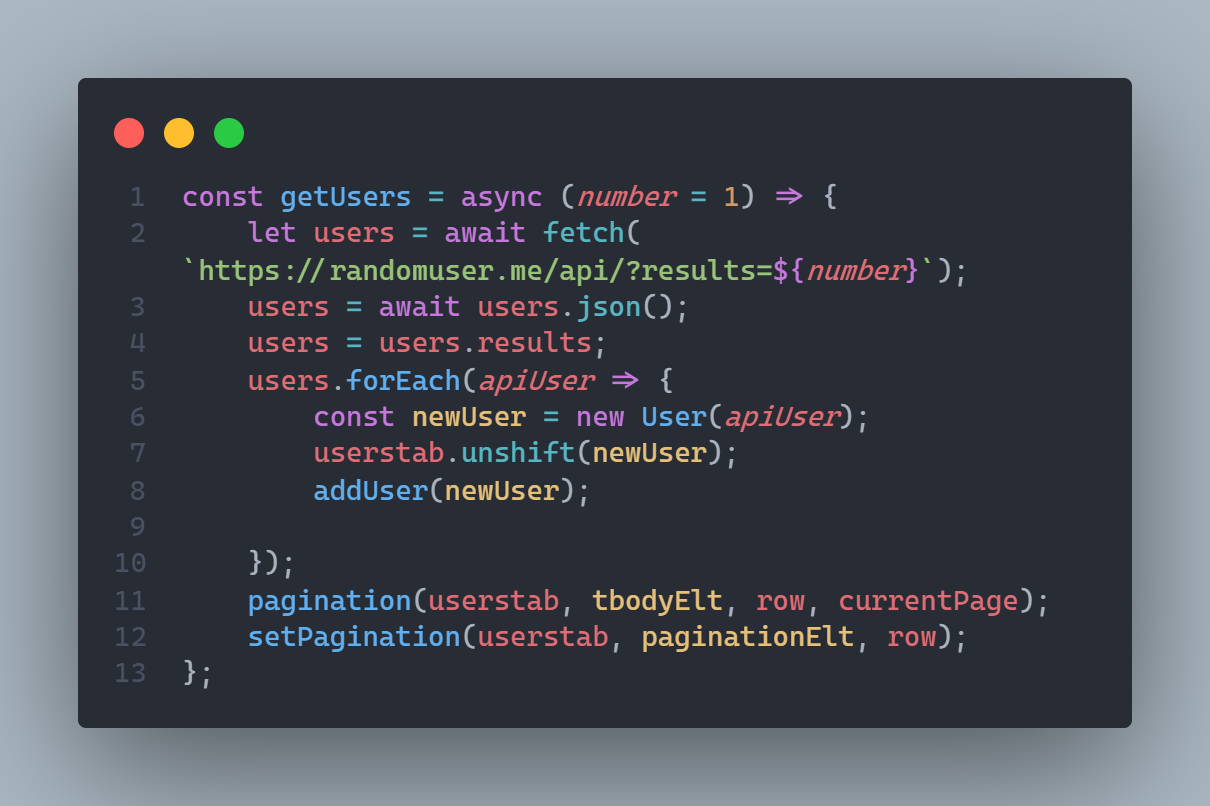 1 const getUsers = async (number = 1) => {
2 let users = await fetch(
`https://randomuser.me/api/?results=${number}`);
3 users = await users.json();
4 users = users.results;
5 users.forEach(apiUser => {
6 const newUser = new User(apiUser);
7 userstab.unshift(newUser);
8 addUser(newUser);
9
10 });
11 pagination(userstab, tbodyElt, row, currentPage);
12 setPagination(userstab, paginationElt, row);
13 };